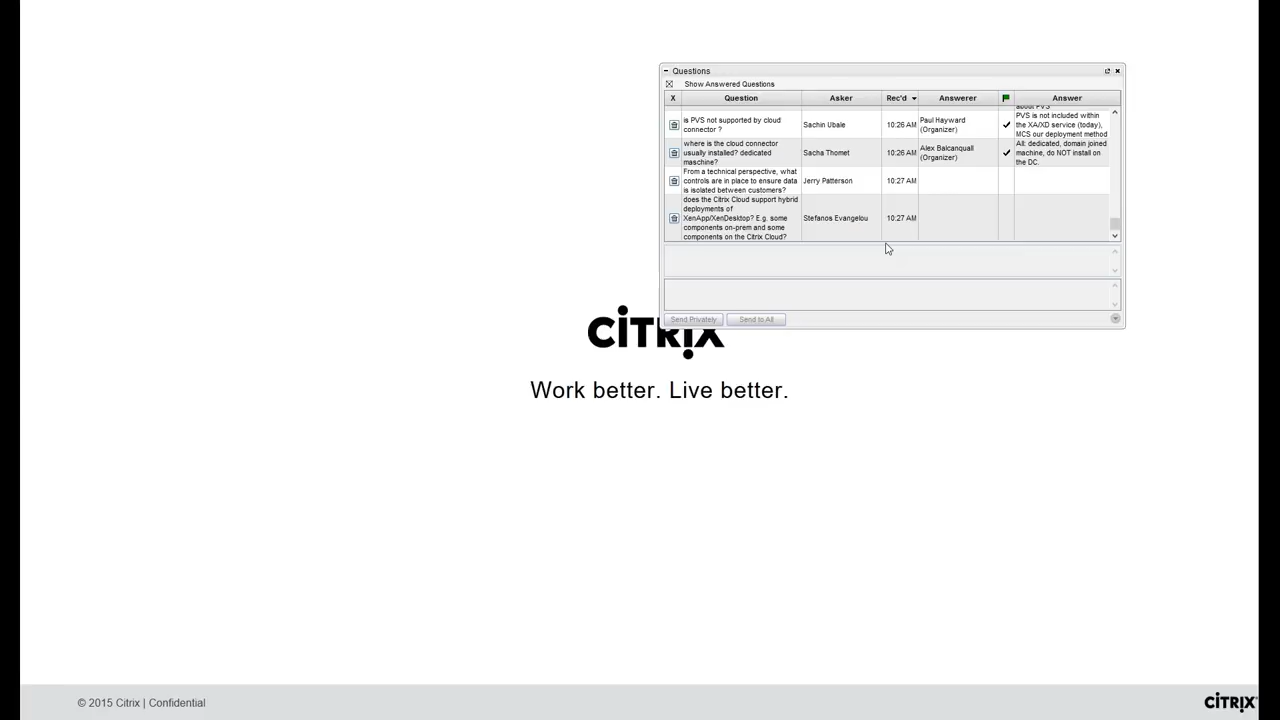 Questions
Show Answered Questions
X Question Asker Rec'd Answerer Answer
is PVS not supported by cloud
connector ?
Sachin Ubale
10:26 AM
Paul Hayward
(Organizer)
about PVS
PVS is not included within
the XA/XD service (today),
MCS our deployment method
where is the cloud connector
usually installed? dedicated
maschine?
Sacha Thomet
10:26 AM
Alex Balcanquall
(Organizer)
All: dedicated, domain joined
machine, do NOT install on
the DC.
From a technical perspective, what
controls are in place to ensure data
is isolated between customers?
Jerry Patterson
10:27 AM
does the Citrix Cloud support hybrid
deployments of
XenApp/XenDesktop? E.g. some
components on-prem and some
components on the Citrix Cloud?
Stefanos Evangelou
10:27 AM
Send Privately Send to All
CITRIX
Work better. Live better.
© 2015 Citrix | Confidential
CITRIX